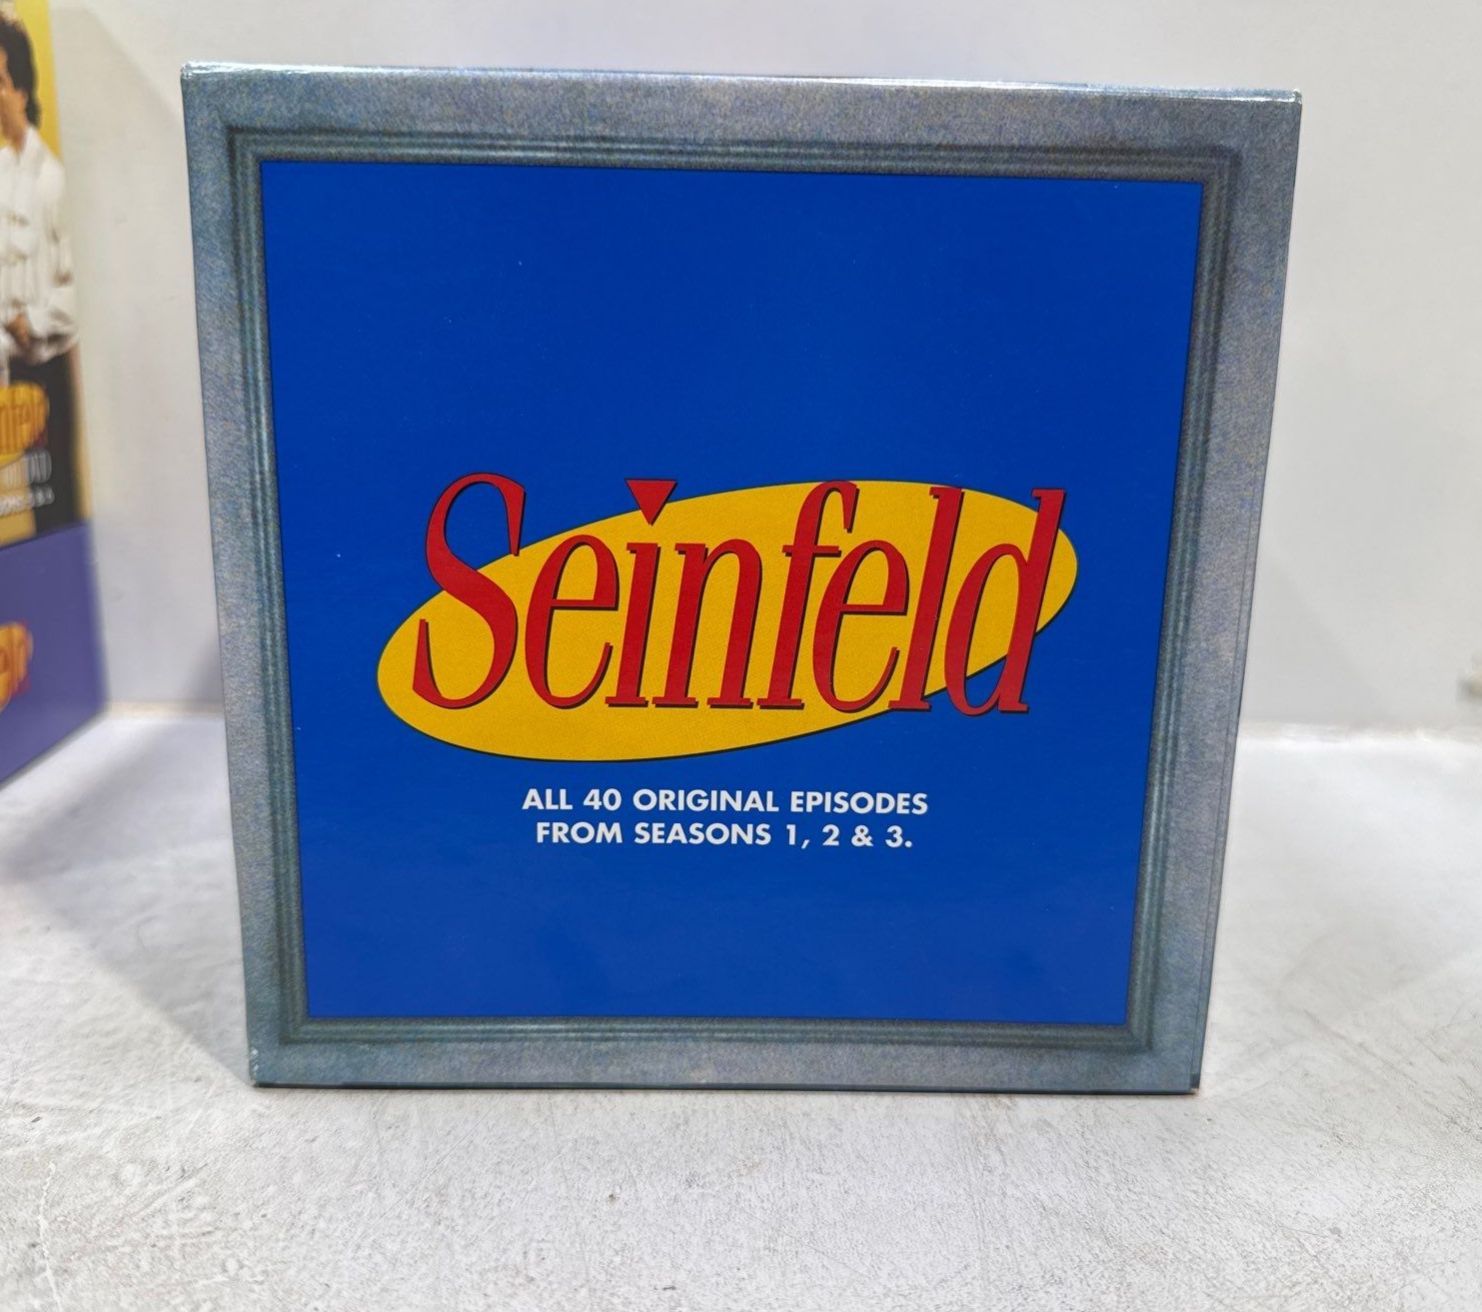 Seinfeld
ALL 40 ORIGINAL EPISODES
FROM SEASONS 1, 2 & 3.